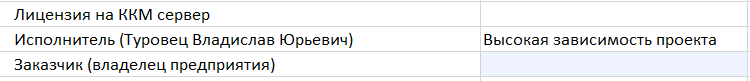 Лицензия на ККМ сервер
Исполнитель (Туровец Владислав Юрьевич) Высокая зависимость проекта
Заказчик (владелец предприятия)